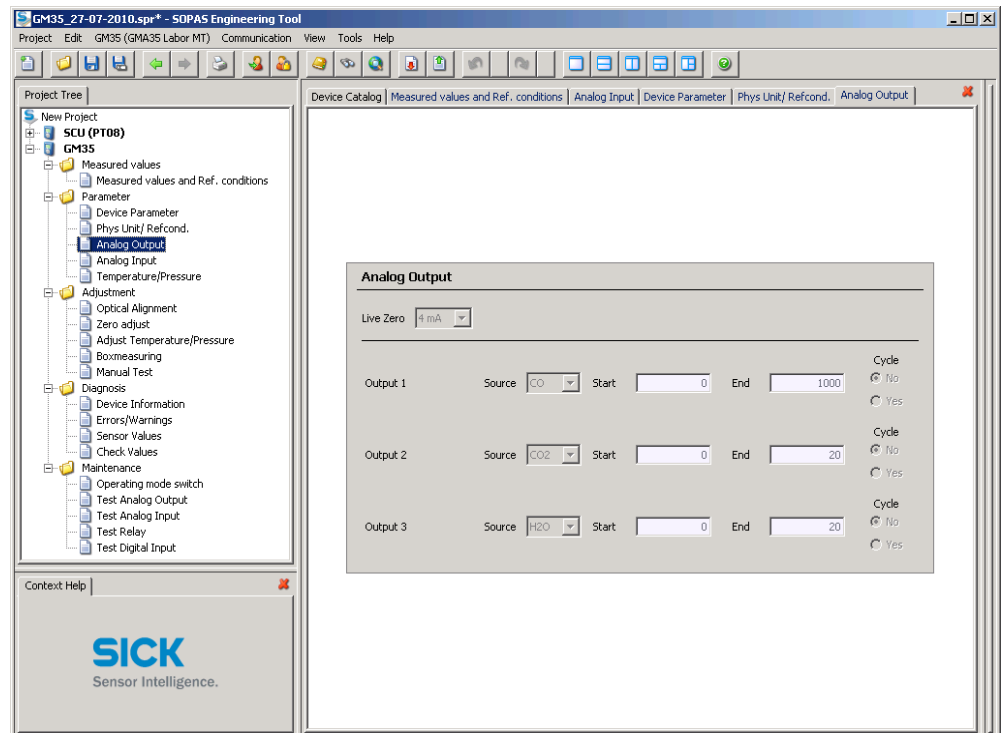 GM35_27-07-2010.spr* - SOPAS Engineering Tool
Project Edit GM35 (GMA35 Labor MT) Communication View Tools Help
Project Tree
New Project
SCU (PT08)
GM35
Measured values
Measured values and Ref. conditions
Parameter
Device Parameter
Phys Unit/ Refcond.
Analog Output
Analog Input
Temperature/Pressure
Adjustment
Optical Alignment
Zero adjust
Adjust Temperature/Pressure
Boxmeasuring
Manual Test
Diagnosis
Device Information
Errors/Warnings
Sensor Values
Check Values
Maintenance
Operating mode switch
Test Analog Output
Test Analog Input
Test Relay
Test Digital Input
Context Help
SICK
Sensor Intelligence.
Device Catalog Measured values and Ref. conditions Analog Input Device Parameter Phys Unit/ Refcond. Analog Output
Analog Output
Live Zero 4 mA
Cycle
Output 1 Source CO Start 0 End 1000 No
Yes
Cycle
Output 2 Source CO2 Start 0 End 20 No
Yes
Cycle
Output 3 Source H2O Start 0 End 20 No
Yes